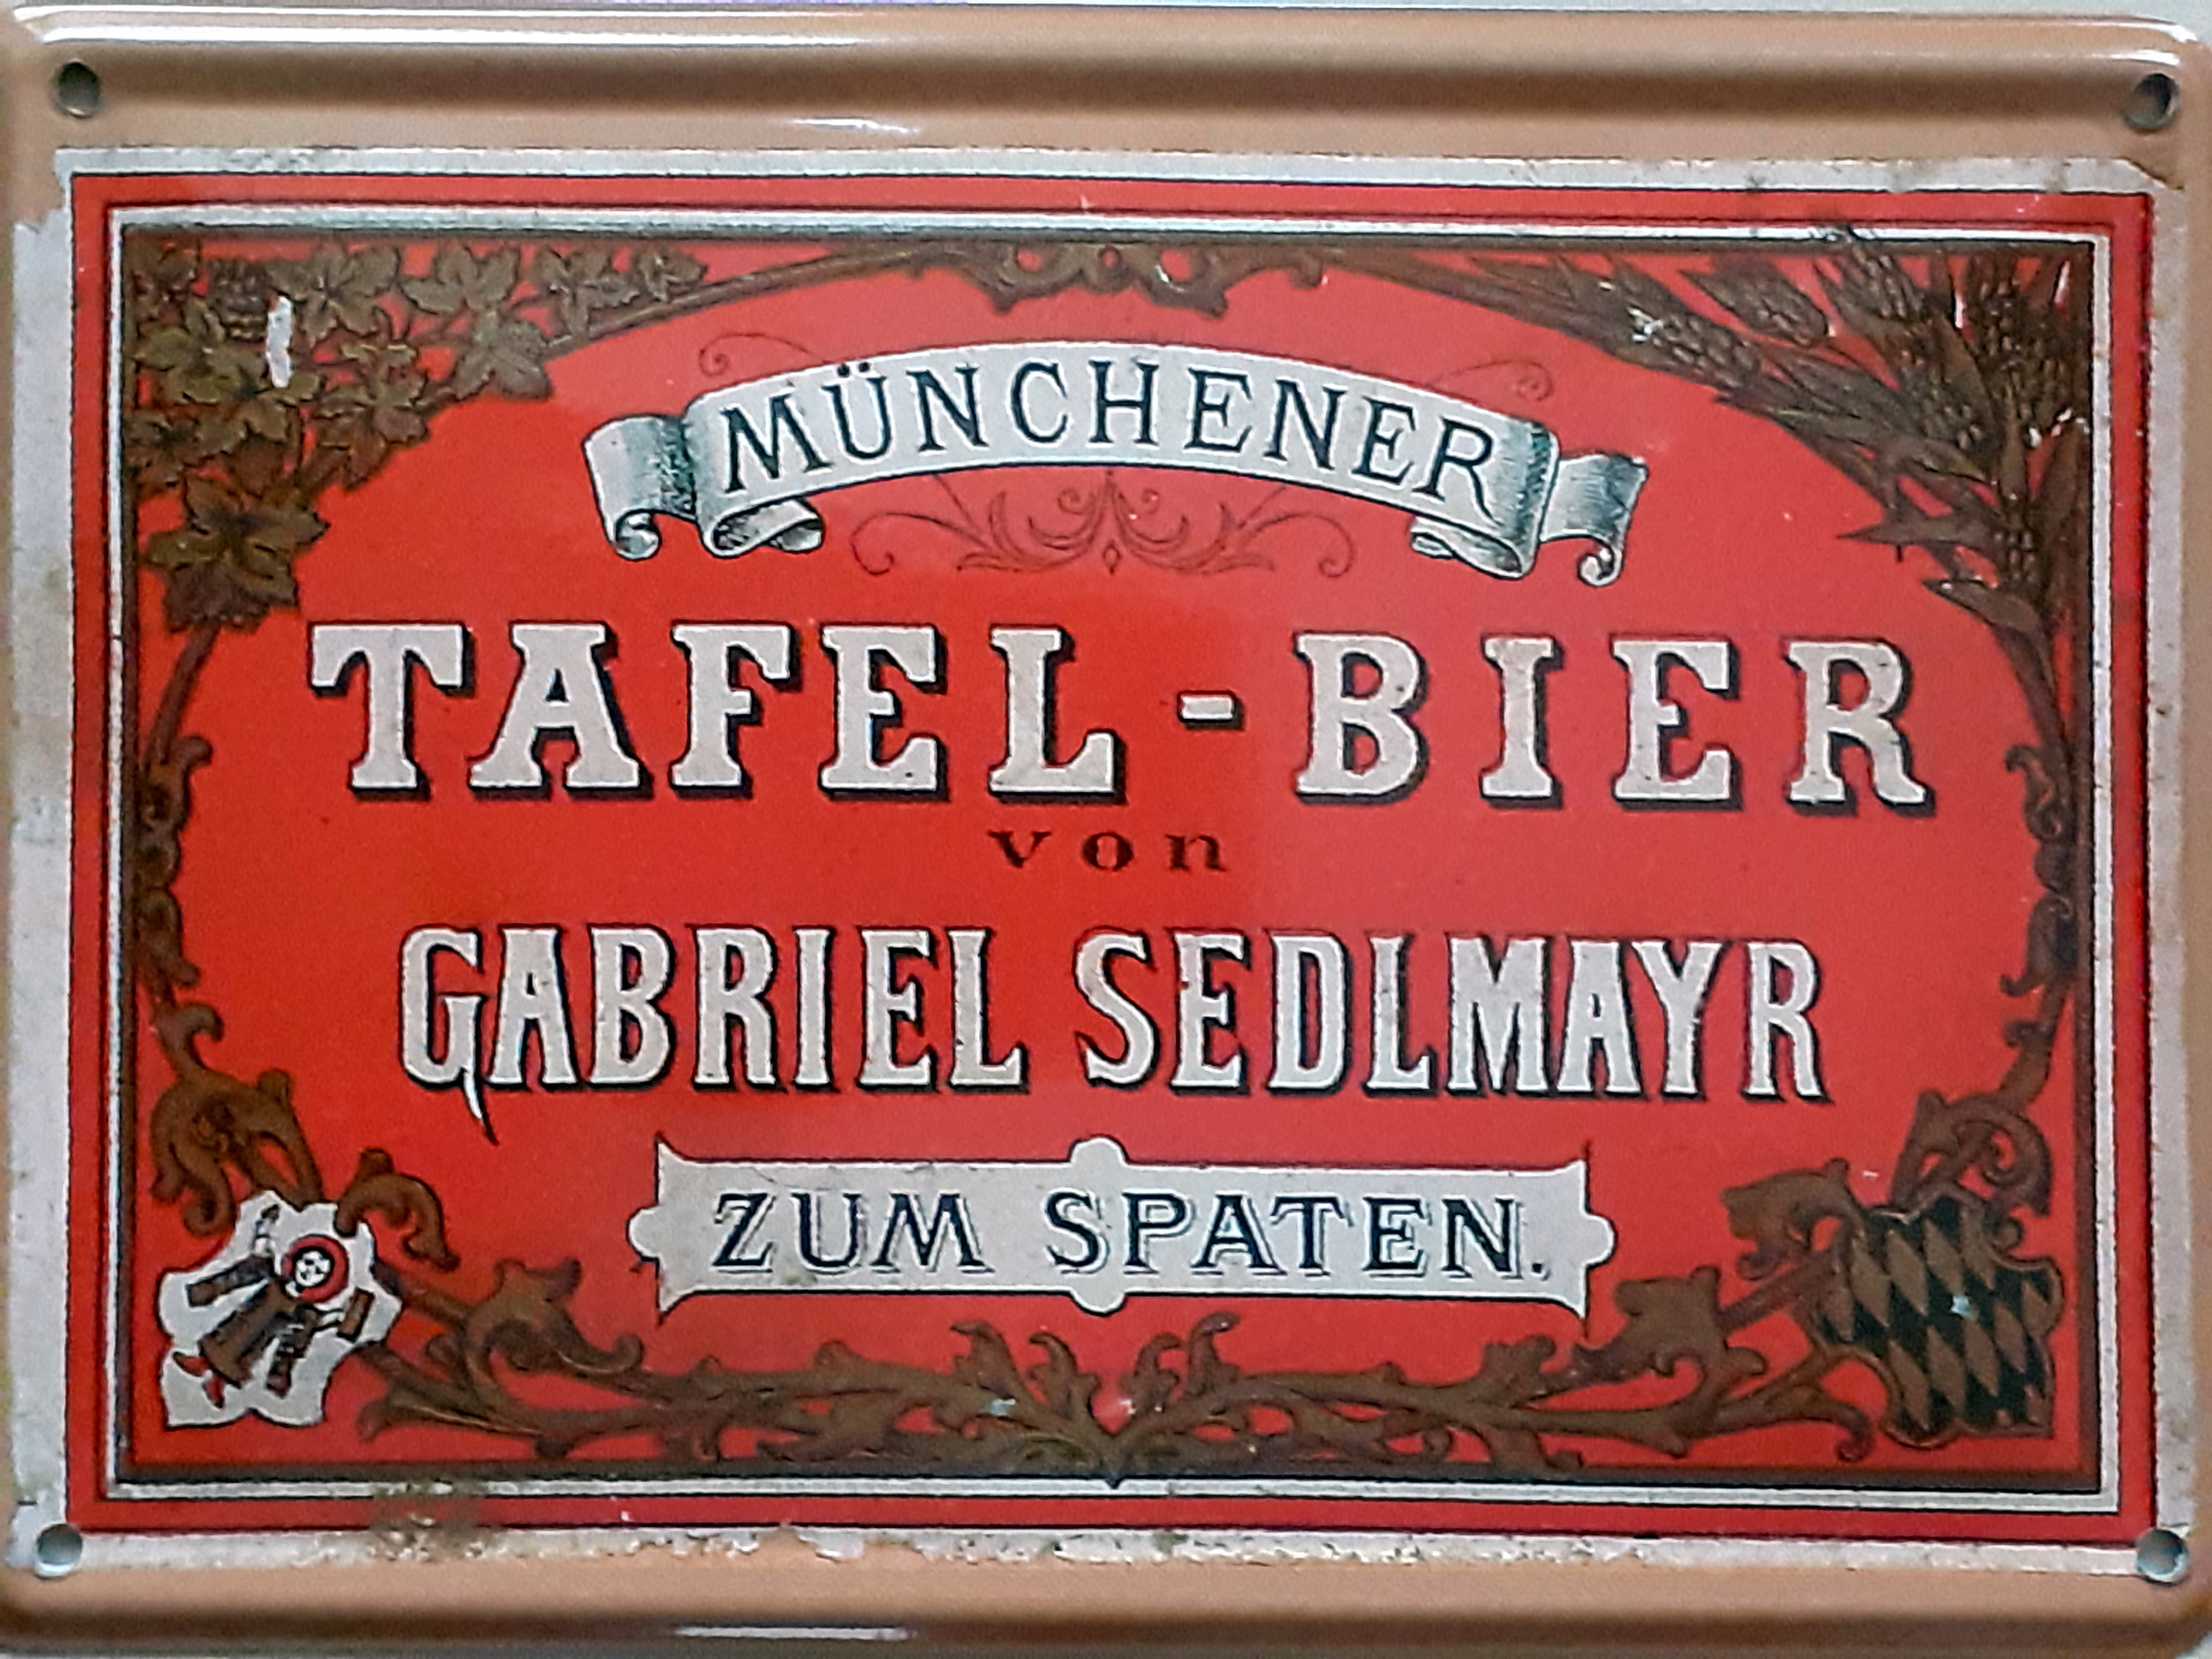 MÜNCHENER
TAFEL-BIER
von
GABRIEL SEDLMAYR
ZUM SPATEN.